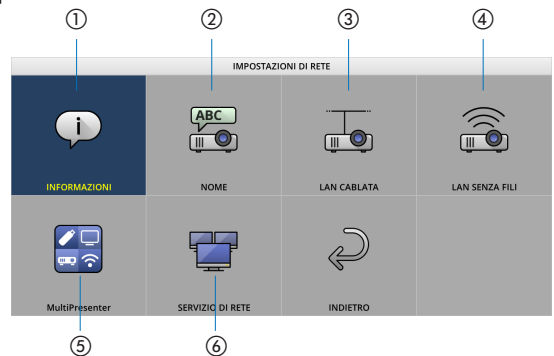 ① ② ③ ④
IMPOSTAZIONI DI RETE
i ABC
INFORMAZIONI NOME LAN CABLATA LAN SENZA FILI
MultiPresenter SERVIZIO DI RETE INDIETRO
⑤ ⑥